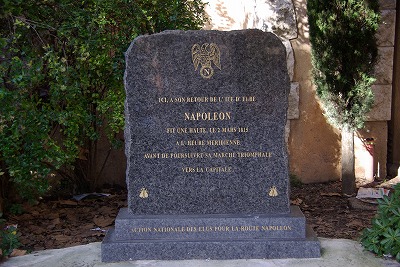 N
ICI, A SON RETOUR DE L'ILE D'ELBE
NAPOLEON
FIT UNE HALTE, LE 2 MARS 1815
A L'HEURE MERIDIENNE
AVANT DE POURSUIVRE SA MARCHE TRIOMPHALE
VERS LA CAPITALE
ACTION NATIONALE DES ELUS POUR LA ROUTE NAPOLEON